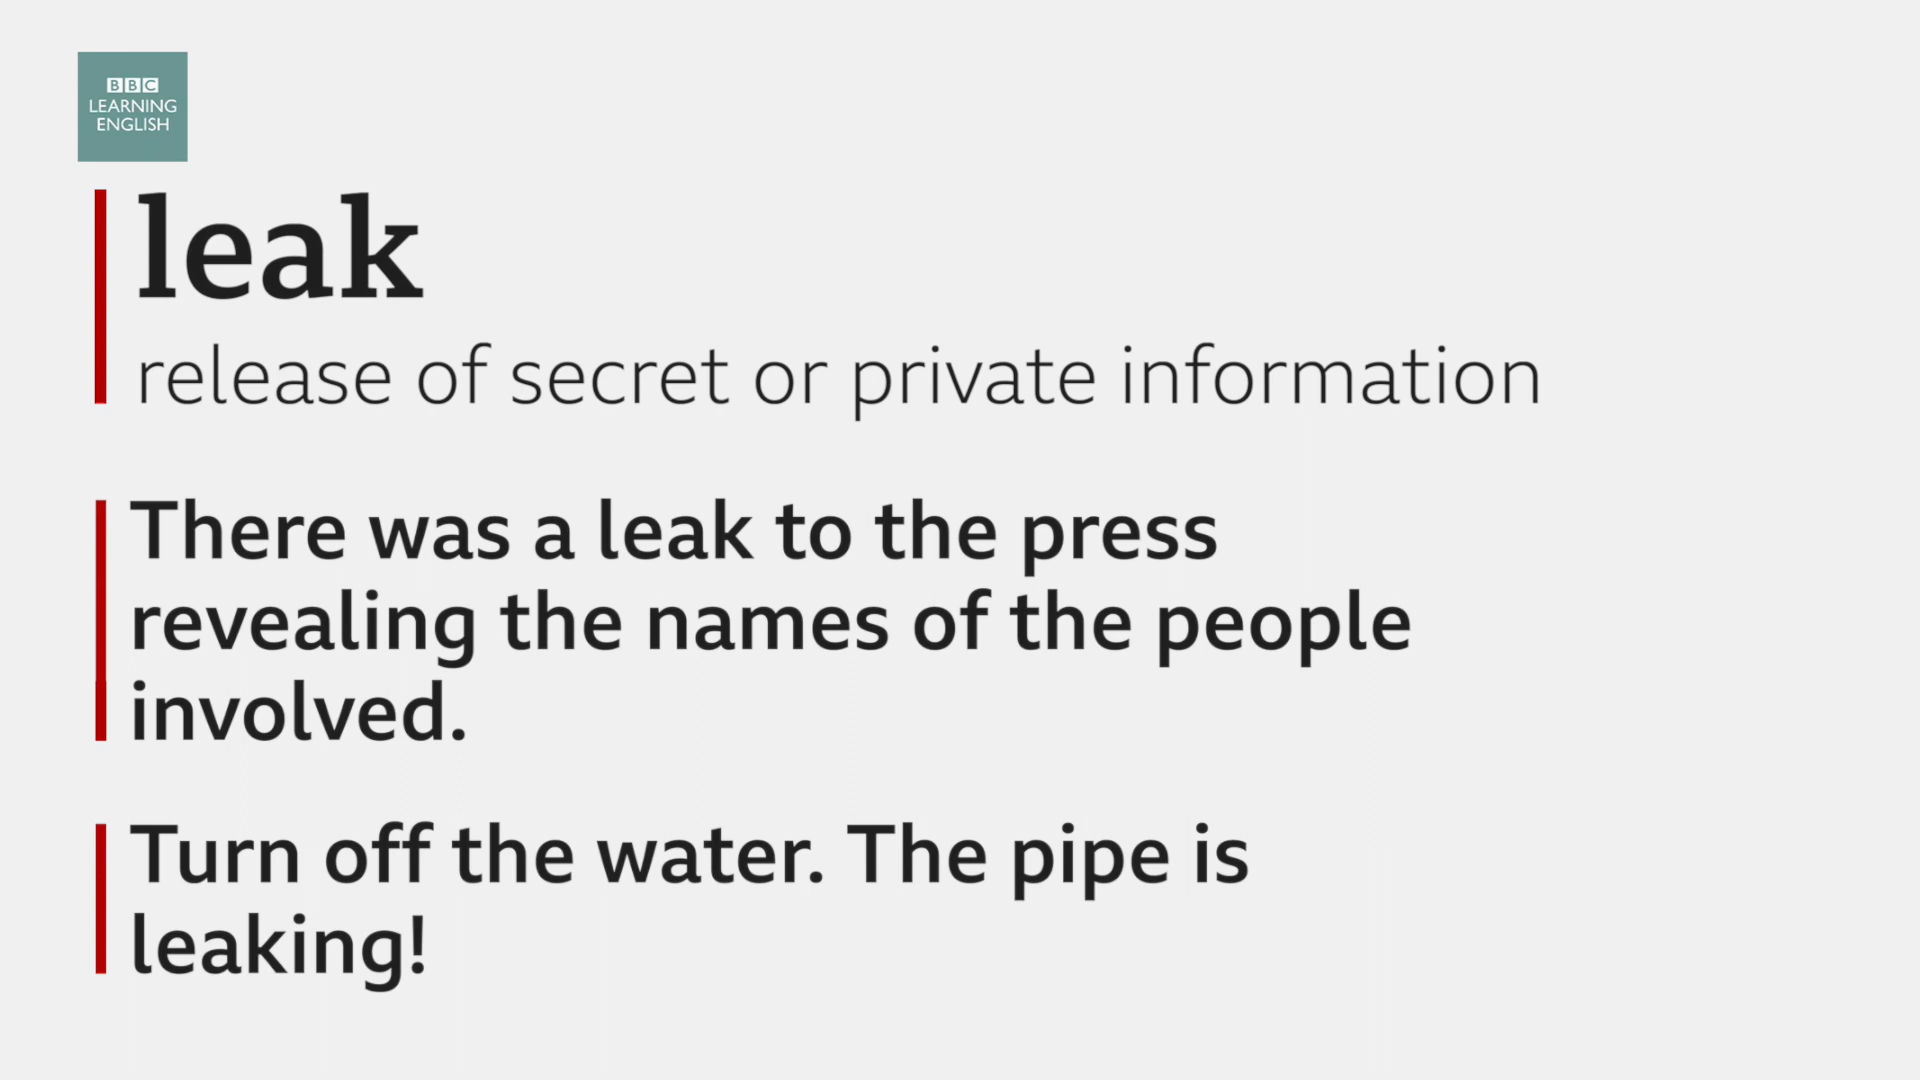 BBC
LEARNING
ENGLISH
leak
release of secret or private information
There was a leak to the press
revealing the names of the people
involved.
Turn off the water. The pipe is
leaking!